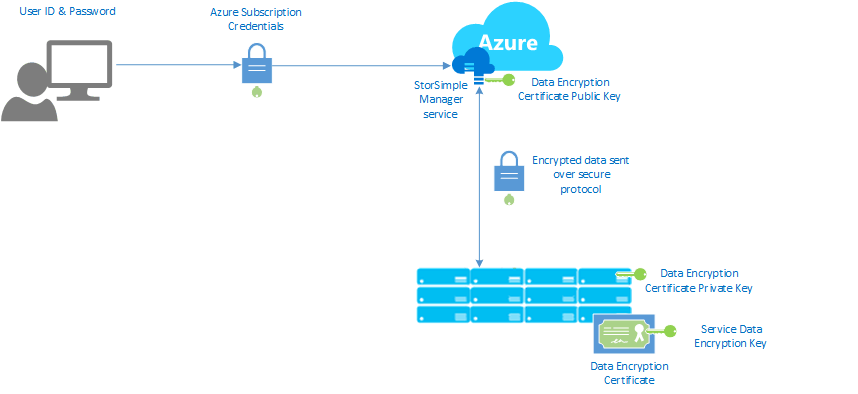 User ID & Password
Azure Subscription
Credentials
Azure
StorSimple
Manager
service
Data Encryption
Certificate Public Key
Encrypted data sent
over secure
protocol
Data Encryption
Certificate Private Key
Service Data
Encryption Key
Data Encryption
Certificate